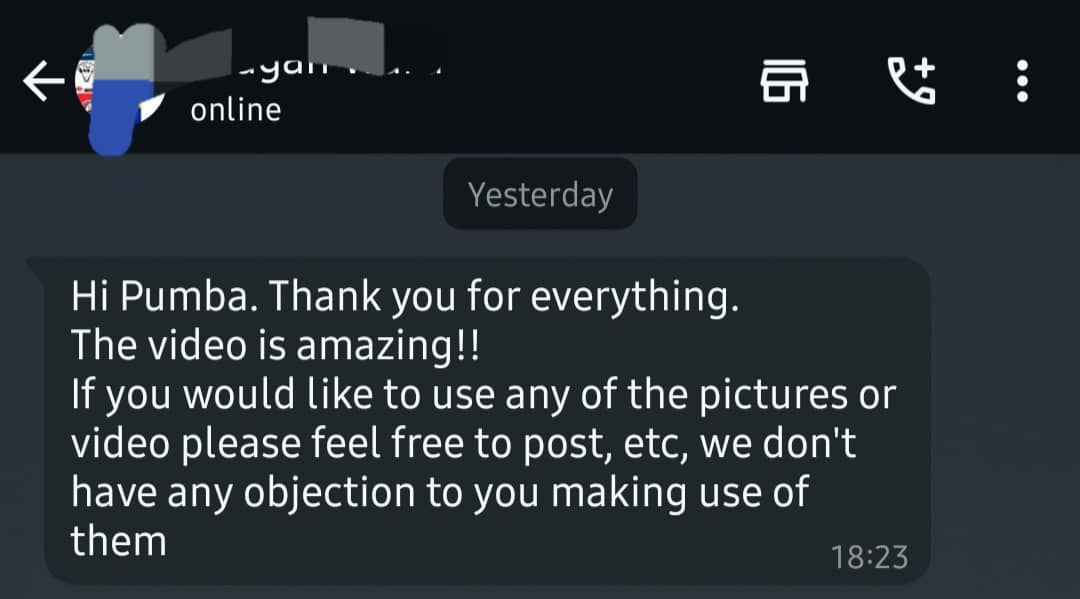 online
Yesterday
Hi Pumba. Thank you for everything.
The video is amazing!!
If you would like to use any of the pictures or
video please feel free to post, etc, we don't
have any objection to you making use of
them
18:23